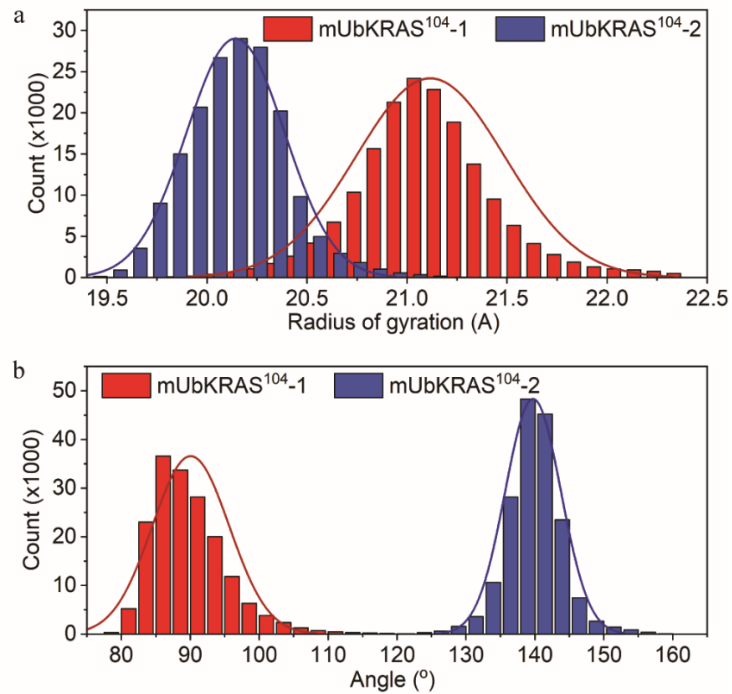 a
mUbKRAS¹⁰⁴-1 mUbKRAS¹⁰⁴-2
Count (x1000)
30
25
20
15
10
5
0
19.5 20.0 20.5 21.0 21.5 22.0 22.5
Radius of gyration (A)
b
mUbKRAS¹⁰⁴-1 mUbKRAS¹⁰⁴-2
Count (x1000)
50
40
30
20
10
0
80 90 100 110 120 130 140 150 160
Angle (º)